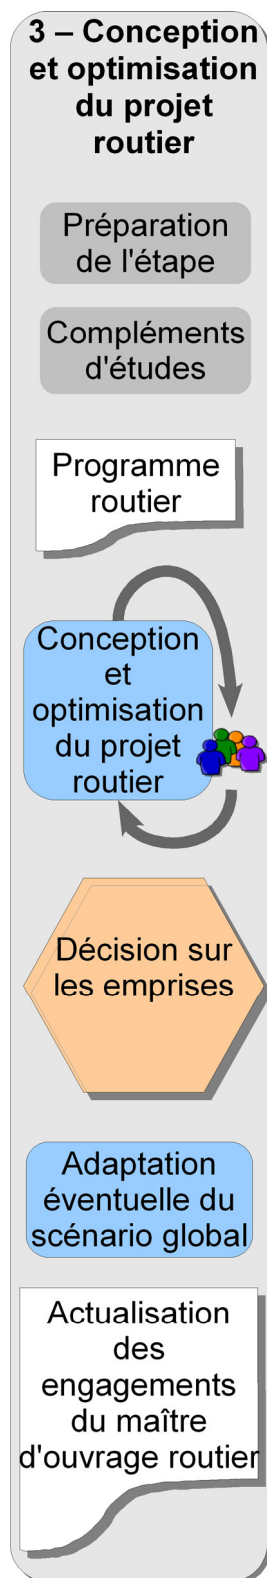 3 – Conception
et optimisation
du projet
routier
Préparation
de l'étape
Compléments
d'études
Programme
routier
Conception
et
optimisation
du projet
routier
Décision sur
les emprises
Adaptation
éventuelle du
scénario global
Actualisation
des
engagements
du maître
d'ouvrage routier